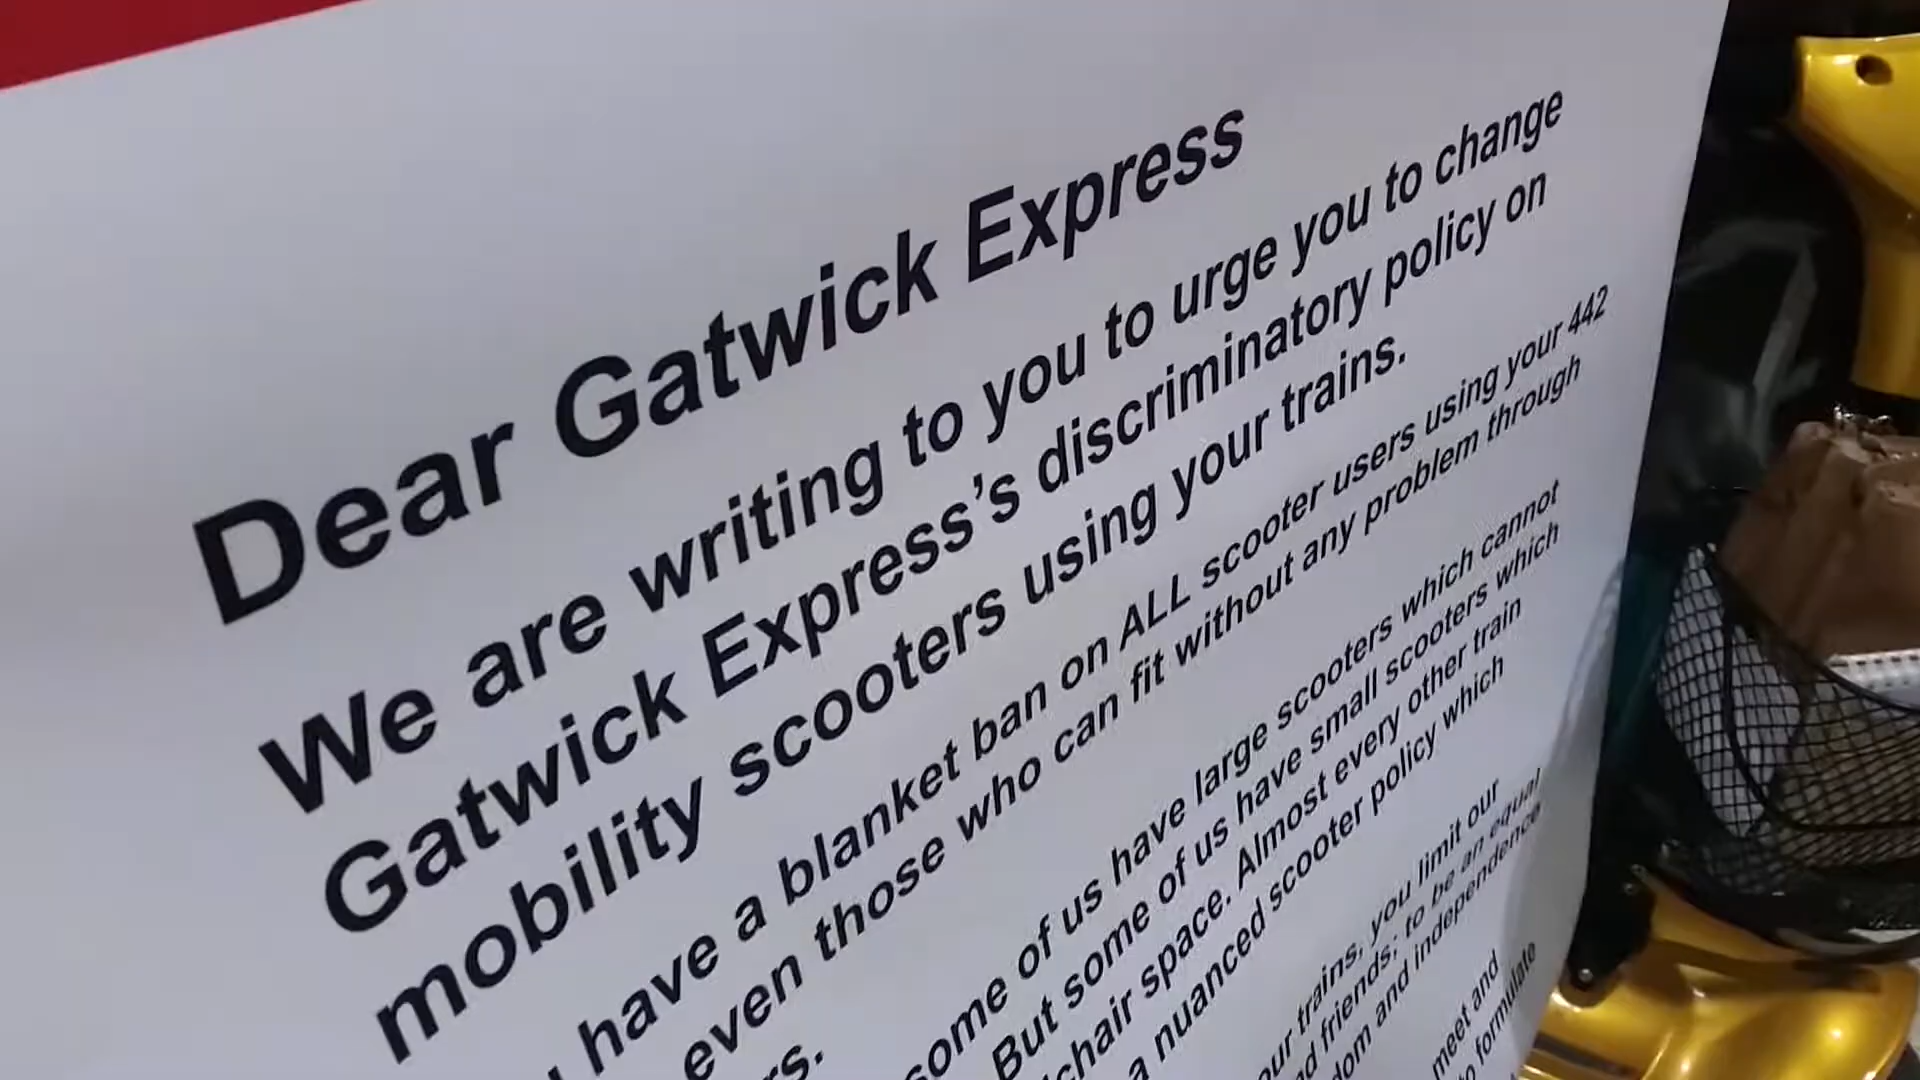 Dear Gatwick Express
We are writing to you to urge you to change
Gatwick Express's discriminatory policy on
mobility scooters using your trains.
have a blanket ban on ALL scooter users using your 442
even those who can fit without any problem through
some of us have large scooters which cannot
But some of us have small scooters which
space. Almost every other train
a nuanced scooter policy which
trains, you limit our
friends; to be an equal
and independence
meet and
formulate